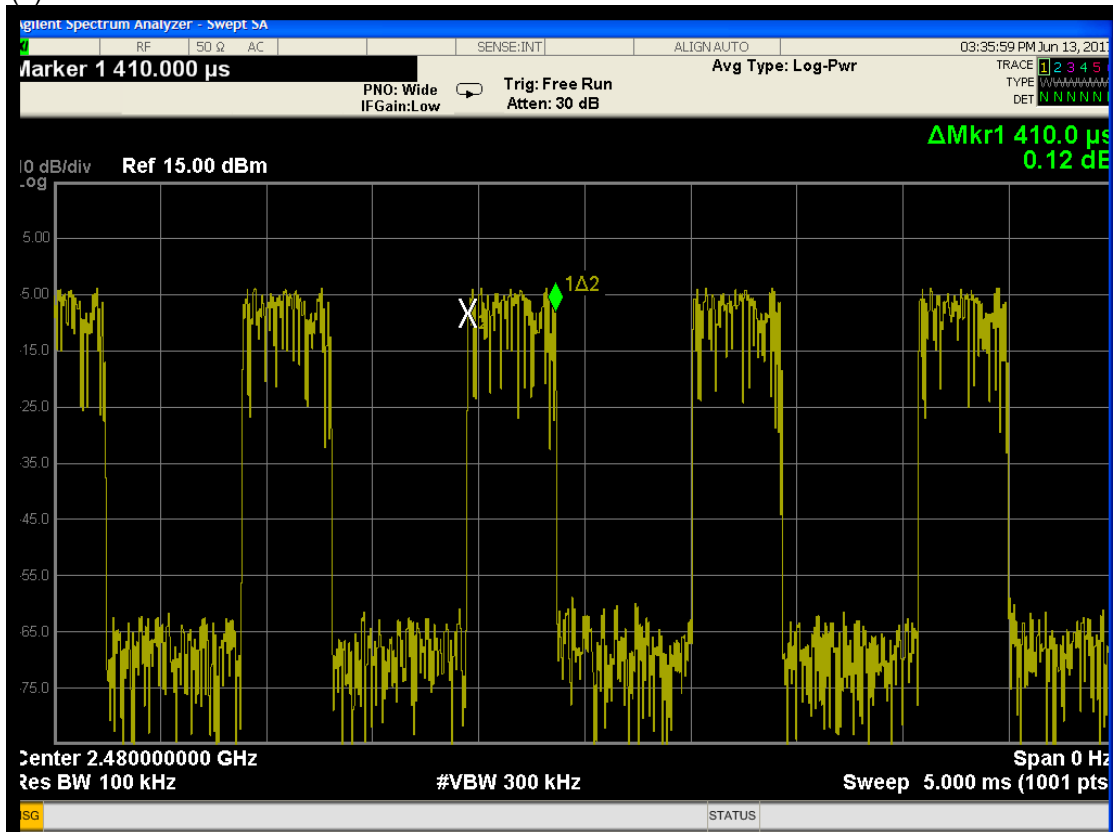 Agilent Spectrum Analyzer - Swept SA
RF 50 Ω AC SENSE:INT ALIGN AUTO 03:35:59 PM Jun 13, 201
Marker 1 410.000 µs
PNO: Wide
IFGain:Low
Trig: Free Run
Atten: 30 dB
Avg Type: Log-Pwr
TRACE 1 2 3 4 5
TYPE
DET N N N N N
ΔMkr1 410.0 µs
0.12 dB
10 dB/div Ref 15.00 dBm
Log
5.00
-5.00
1Δ2
2
-15.0
-25.0
-35.0
-45.0
-55.0
-65.0
-75.0
Center 2.480000000 GHz Span 0 Hz
Res BW 100 kHz #VBW 300 kHz Sweep 5.000 ms (1001 pts
MSG STATUS